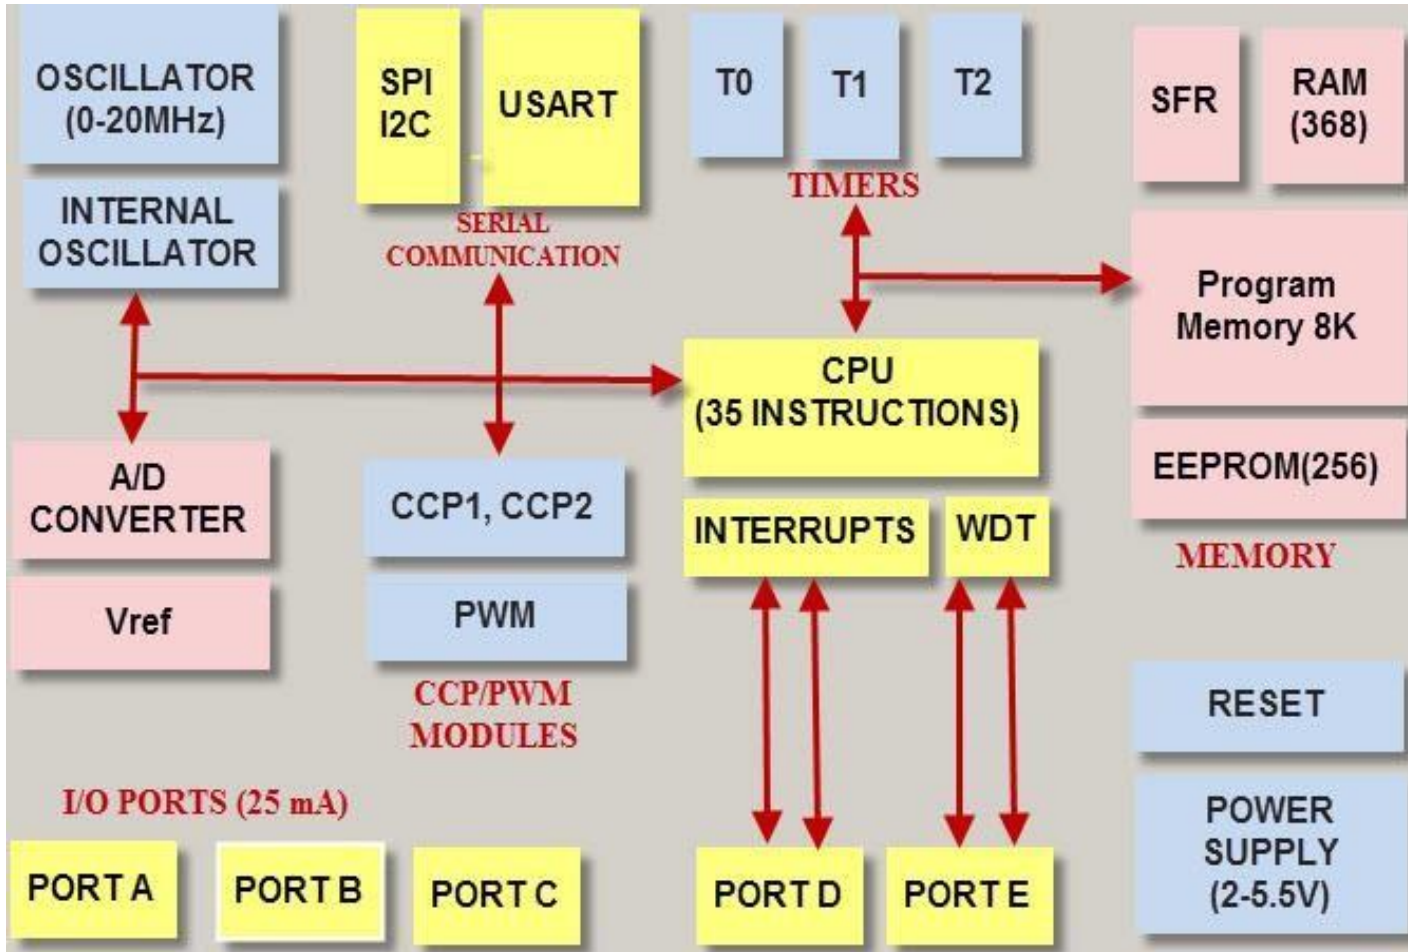 OSCILLATOR
(0-20MHz)
INTERNAL
OSCILLATOR
SPI
I2C
USART
SERIAL
COMMUNICATION
T0
T1
T2
TIMERS
SFR
RAM
(368)
Program
Memory 8K
EEPROM(256)
MEMORY
CPU
(35 INSTRUCTIONS)
INTERRUPTS
WDT
A/D
CONVERTER
Vref
CCP1, CCP2
PWM
CCP/PWM
MODULES
RESET
POWER
SUPPLY
(2-5.5V)
I/O PORTS (25 mA)
PORT A
PORT B
PORT C
PORT D
PORT E